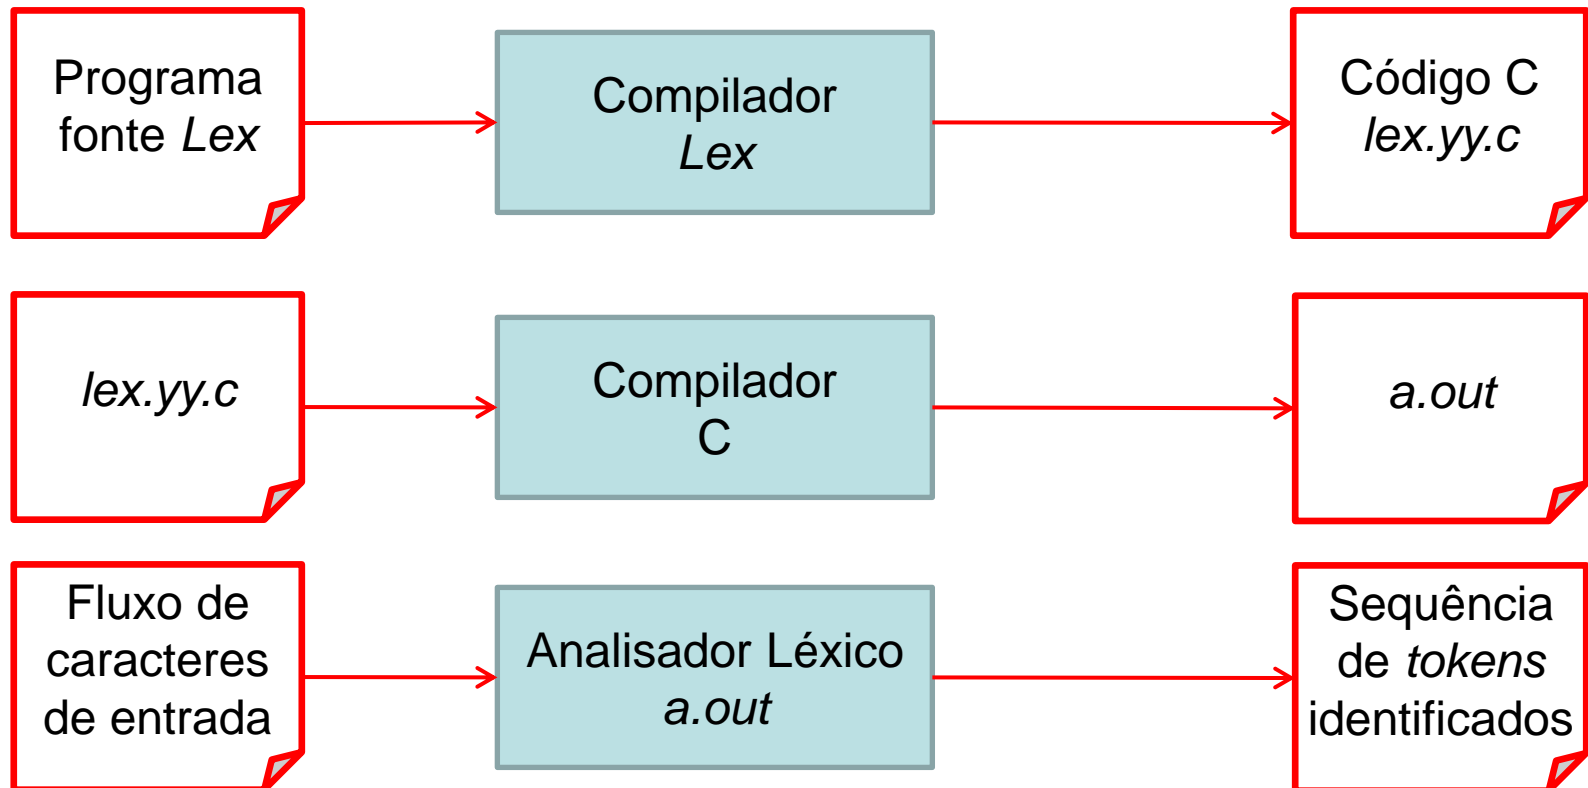 Programa
fonte Lex
Compilador
Lex
Código C
lex.yy.c
lex.yy.c
Compilador
C
a.out
Fluxo de
caracteres
de entrada
Analisador Léxico
a.out
Sequência
de tokens
identificados